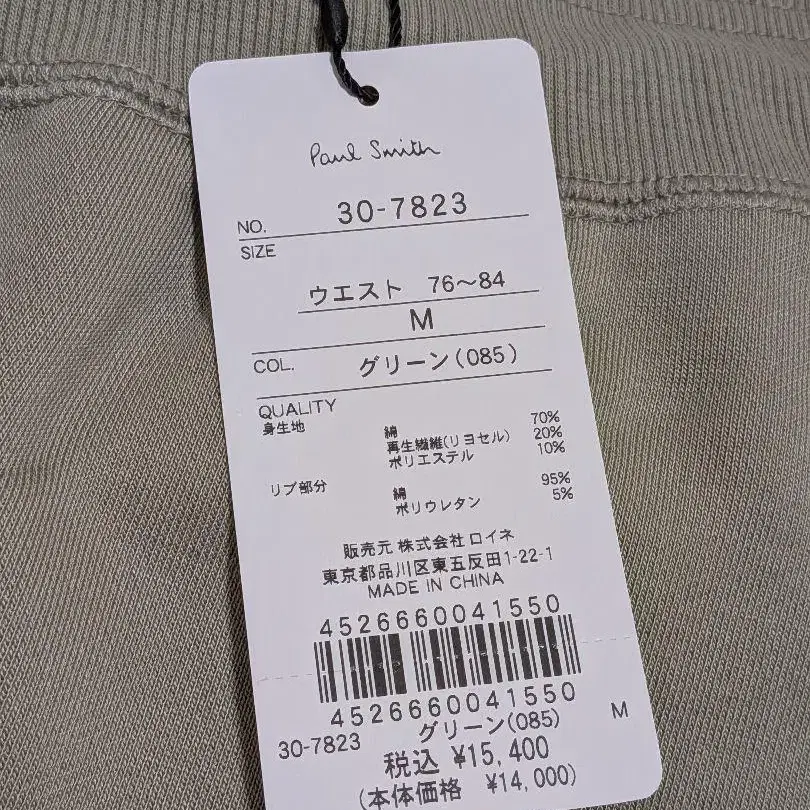 Paul Smith
NO. 30-7823
SIZE
ウエスト 76〜84
M
COL. グリーン(085)
QUALITY
身生地 綿 70%
再生繊維(リヨセル) 20%
ポリエステル 10%
リブ部分 綿 95%
ポリウレタン 5%
販売元 株式会社 ロイネ
東京都品川区東五反田1-22-1
MADE IN CHINA
4526660041550
4526660041550
30-7823 グリーン(085) M
税込 ¥15,400
(本体価格 ¥14,000)